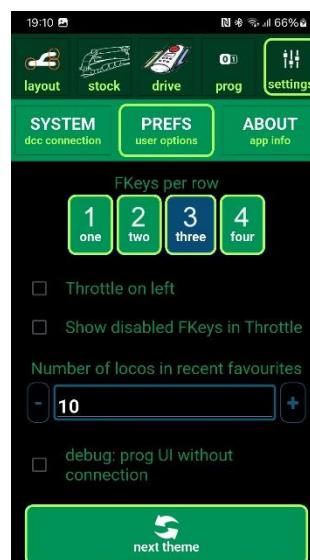 19:10 66%
layout stock drive prog settings
SYSTEM PREFS ABOUT
dcc connection user options app info
FKeys per row
1 2 3 4
one two three four
Throttle on left
Show disabled FKeys in Throttle
Number of locos in recent favourites
- 10 +
debug: prog UI without
connection
next theme